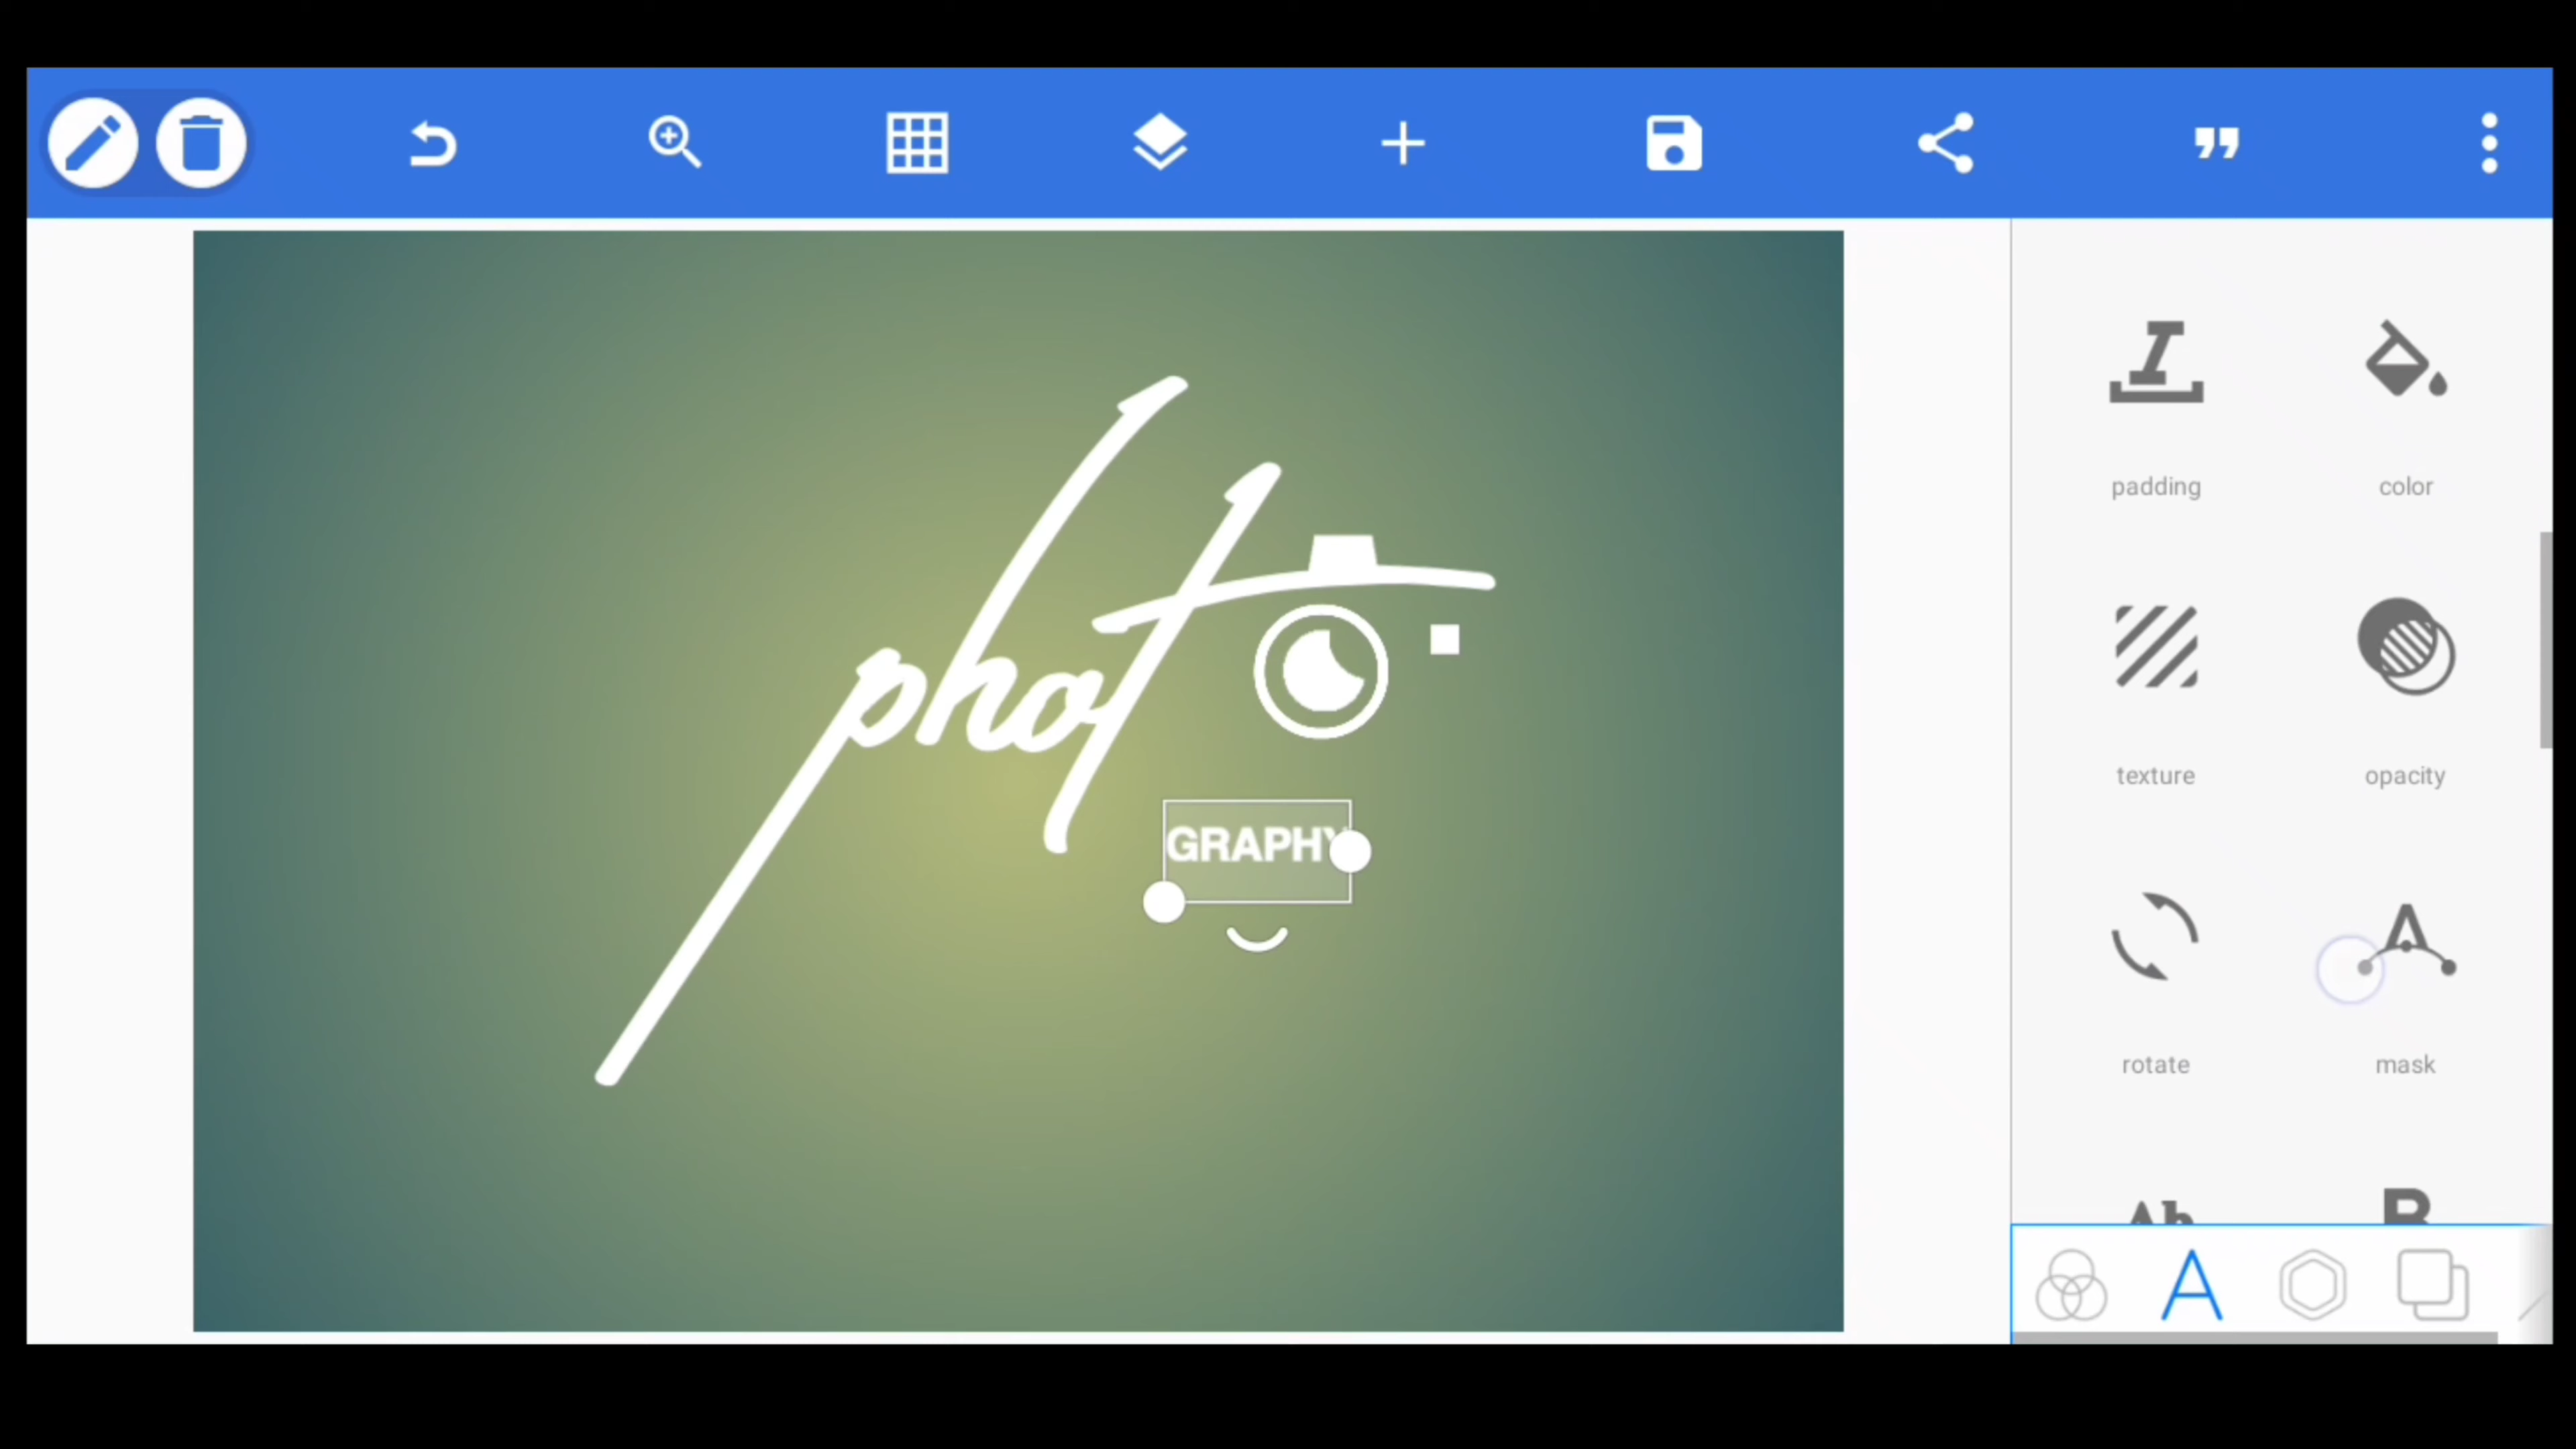 phot
GRAPHY
padding
color
texture
opacity
rotate
mask